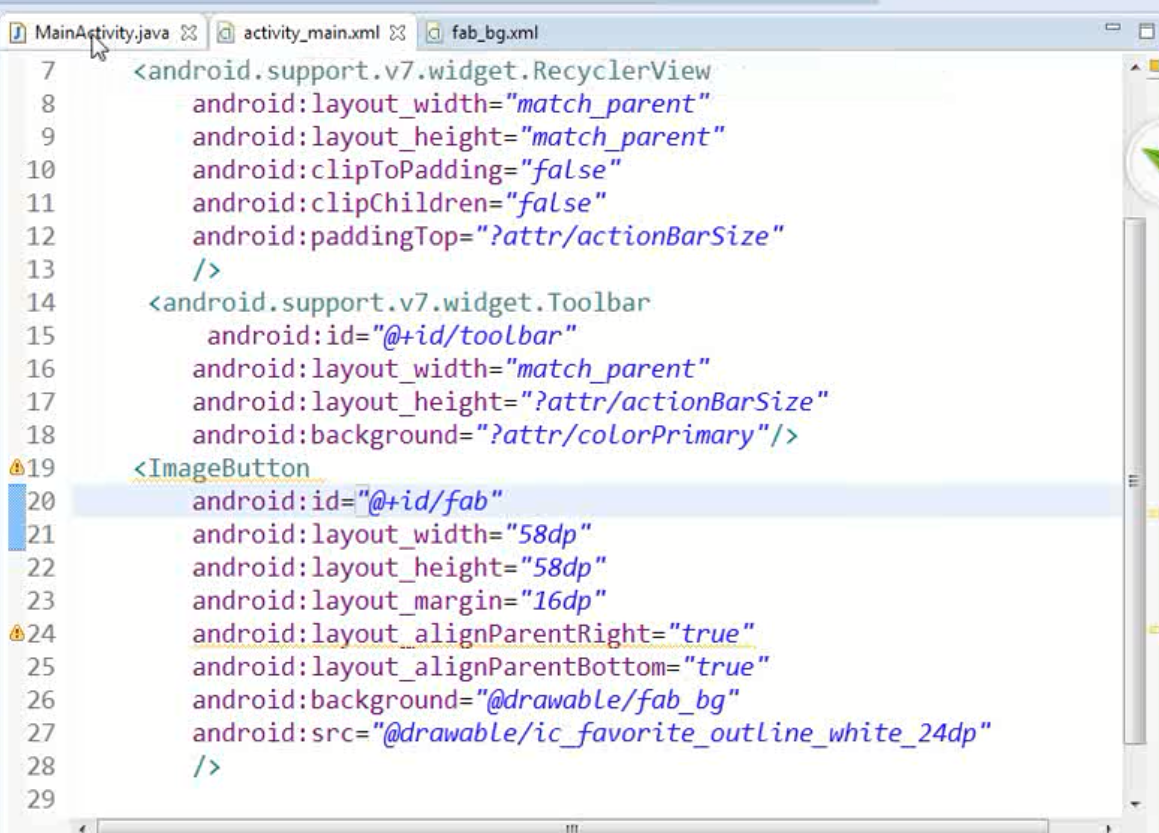 MainActivity.java activity_main.xml fab_bg.xml
7 <android.support.v7.widget.RecyclerView
8 android:layout_width="match_parent"
9 android:layout_height="match_parent"
10 android:clipToPadding="false"
11 android:clipChildren="false"
12 android:paddingTop="?attr/actionBarSize"
13 />
14 <android.support.v7.widget.Toolbar
15 android:id="@+id/toolbar"
16 android:layout_width="match_parent"
17 android:layout_height="?attr/actionBarSize"
18 android:background="?attr/colorPrimary"/>
19 <ImageButton
20 android:id="@+id/fab"
21 android:layout_width="58dp"
22 android:layout_height="58dp"
23 android:layout_margin="16dp"
24 android:layout_alignParentRight="true"
25 android:layout_alignParentBottom="true"
26 android:background="@drawable/fab_bg"
27 android:src="@drawable/ic_favorite_outline_white_24dp"
28 />
29